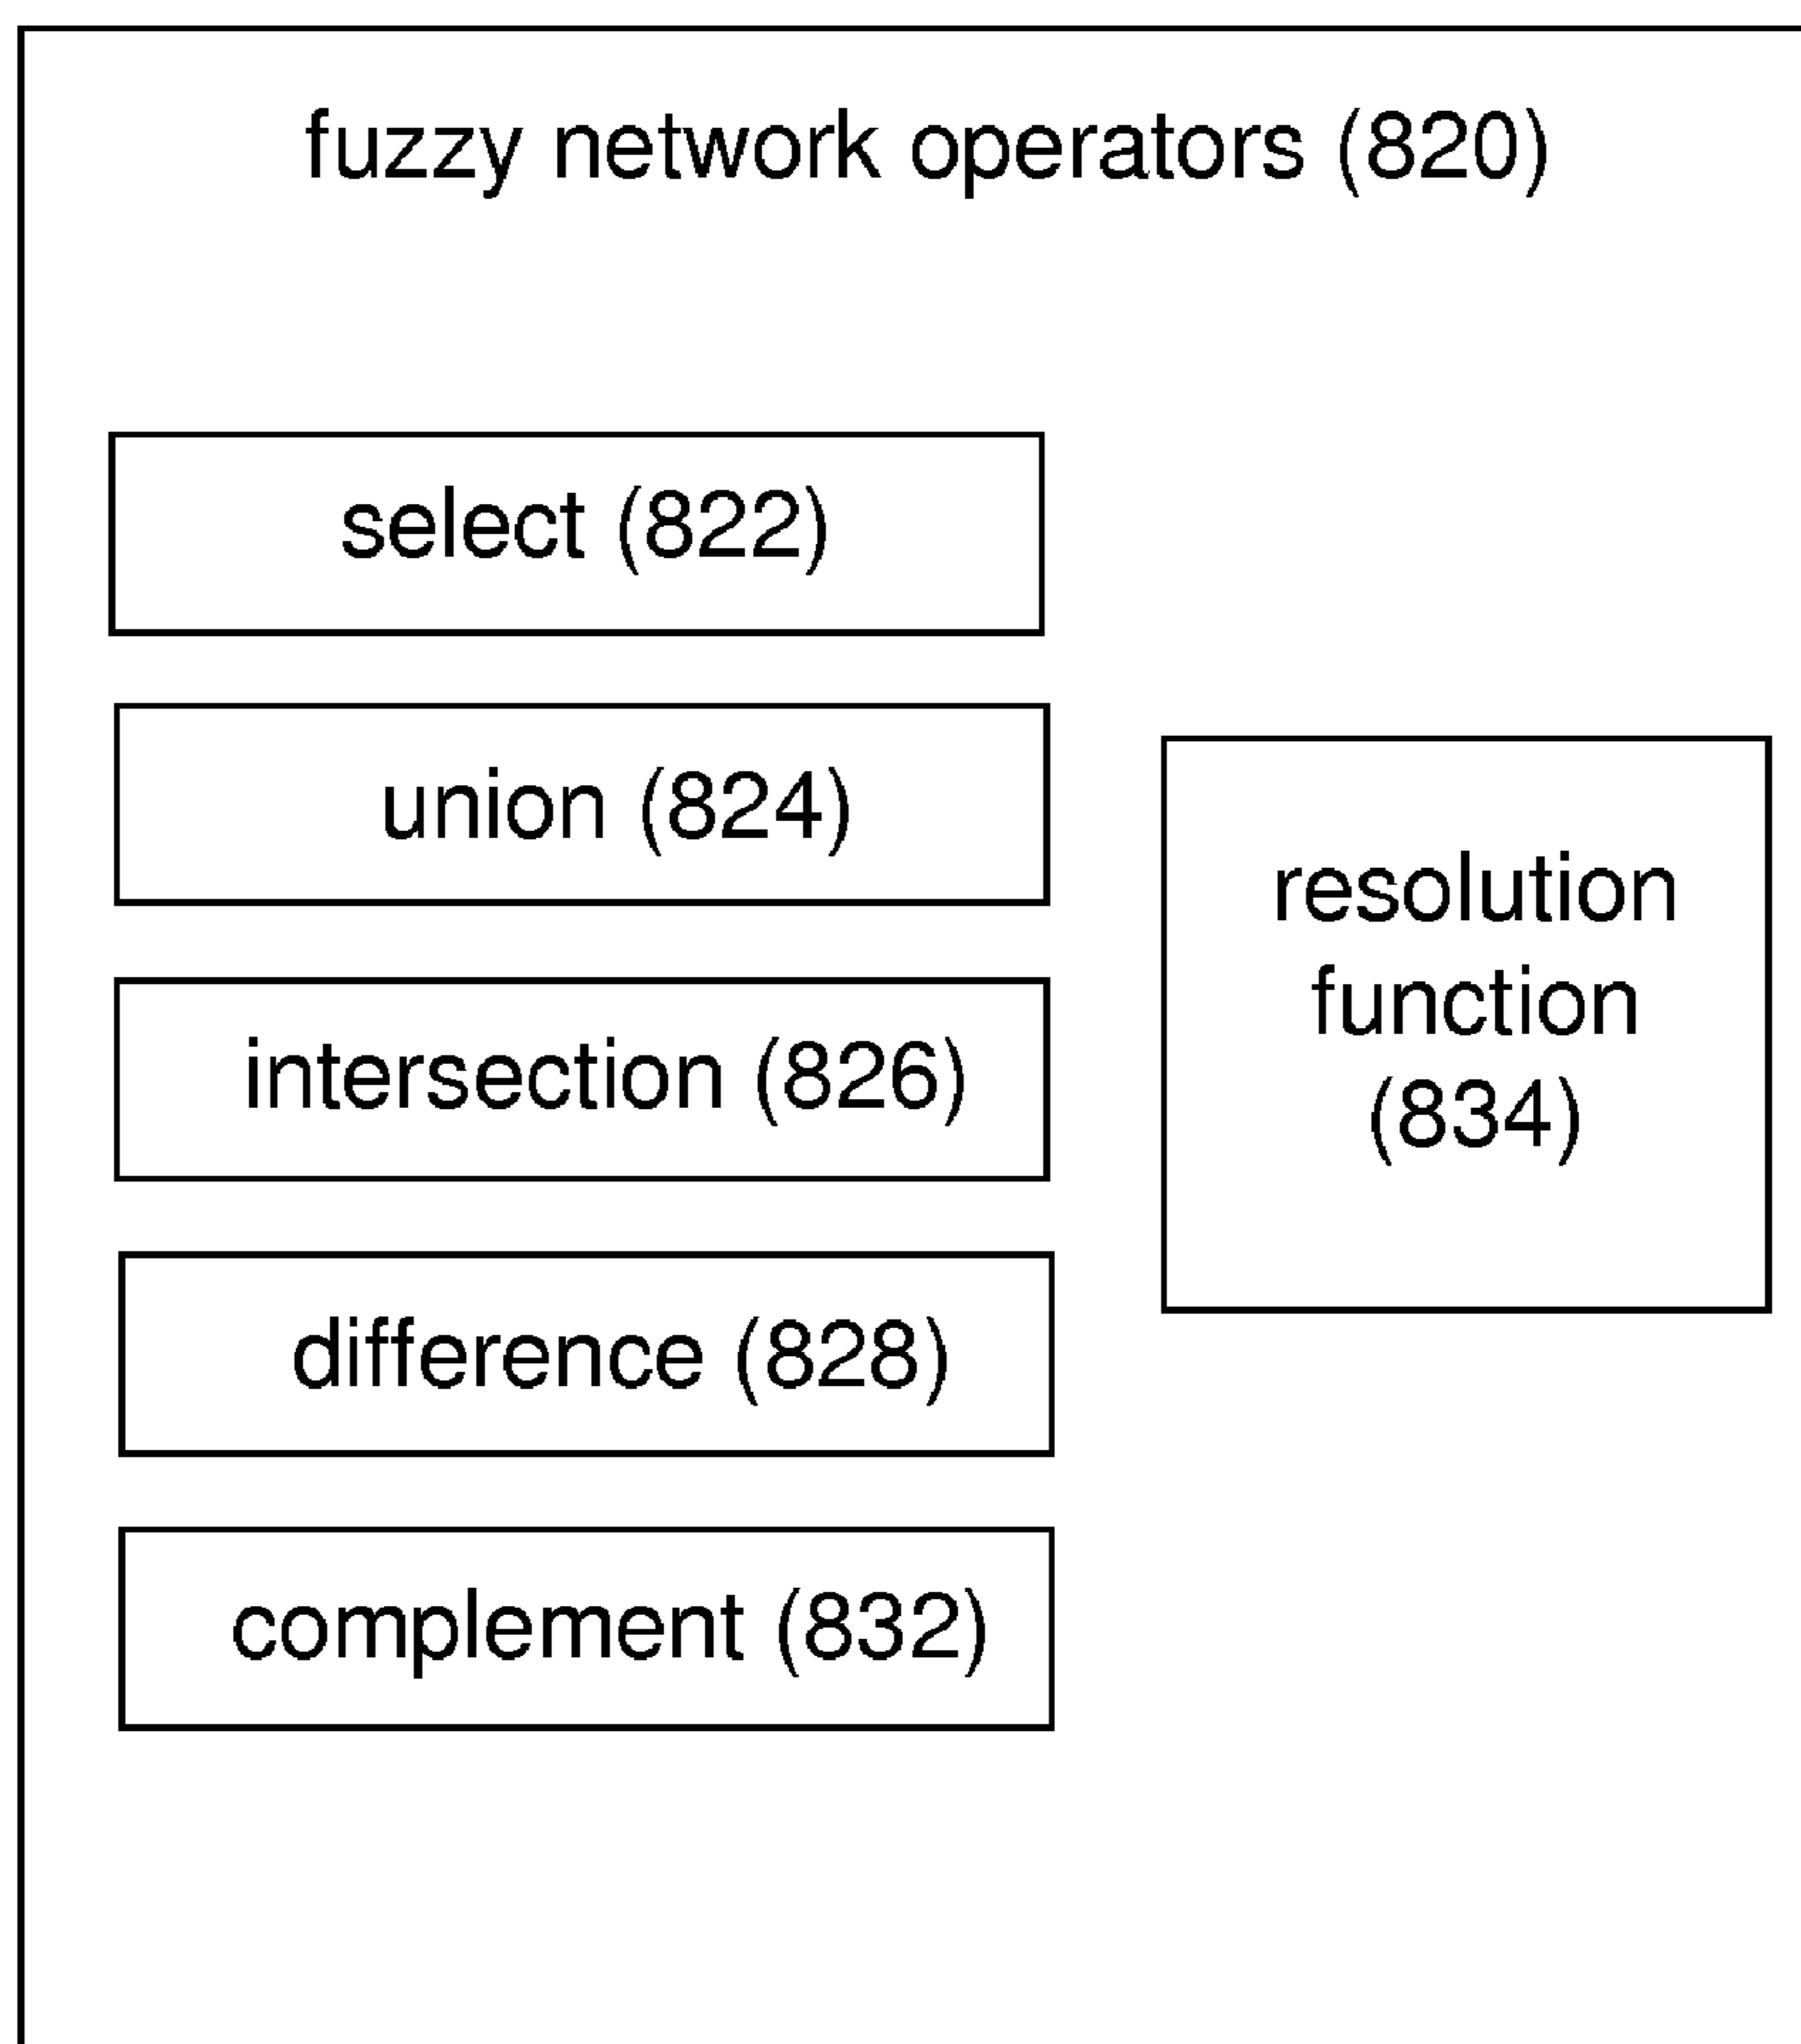 fuzzy network operators (820)
select (822)
union (824)
intersection (826)
difference (828)
complement (832)
resolution
function
(834)